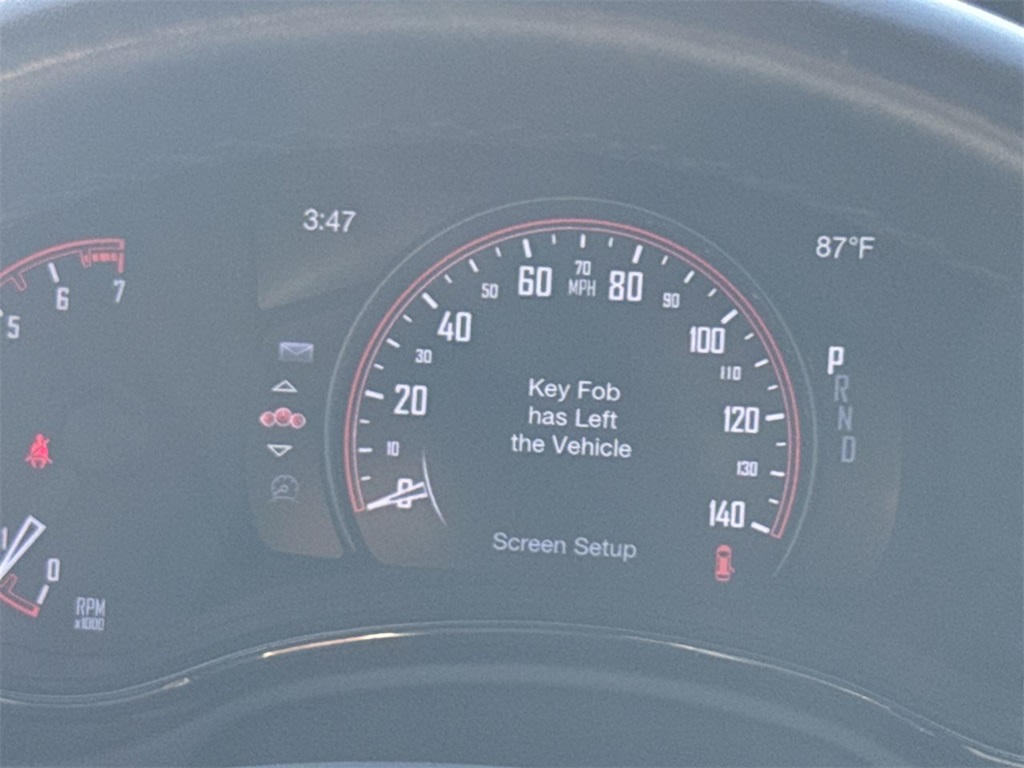 3:47
87°F
5
6
7
1
0
RPM
x1000
0
10
20
30
40
50
60
70
MPH
80
90
100
110
120
130
140
Key Fob
has Left
the Vehicle
Screen Setup
P
R
N
D